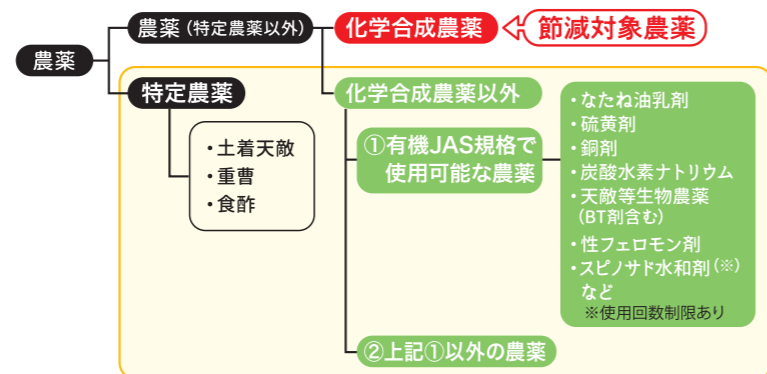 農薬
農薬（特定農薬以外）
化学合成農薬
節減対象農薬
特定農薬
・土着天敵
・重曹
・食酢
化学合成農薬以外
①有機JAS規格で
使用可能な農薬
・なたね油乳剤
・硫黄剤
・銅剤
・炭酸水素ナトリウム
・天敵等生物農薬
（BT剤含む）
・性フェロモン剤
・スピノサド水和剤（※）
など
※使用回数制限あり
②上記①以外の農薬